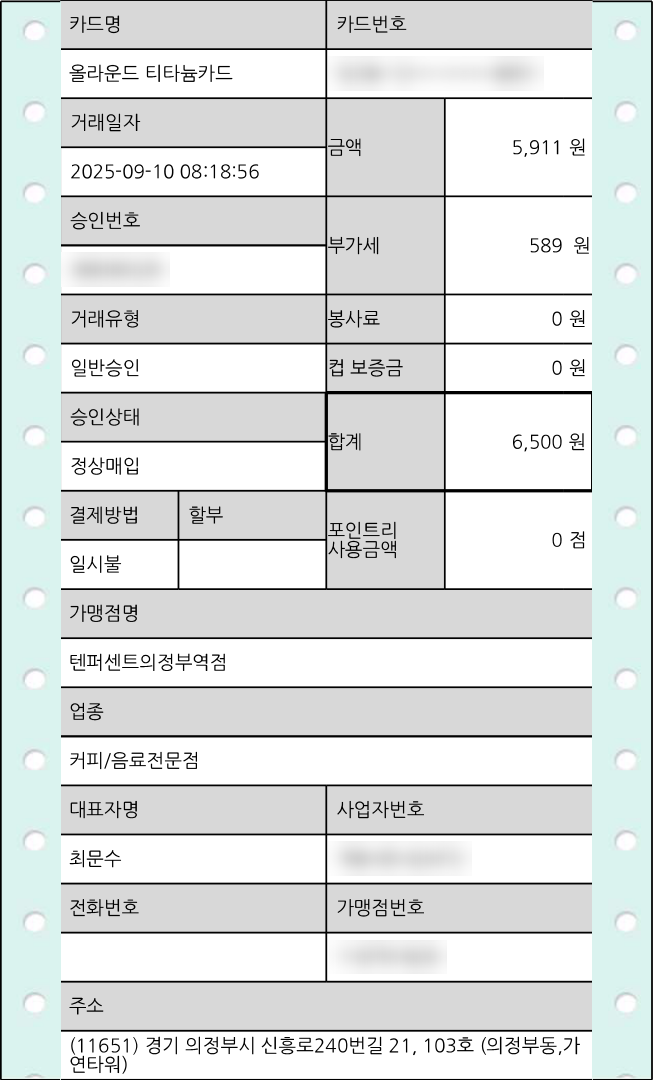 카드명 카드번호
올라운드 티타늄카드
거래일자
금액 5,911 원
2025-09-10 08:18:56
승인번호
부가세 589 원
거래유형 봉사료 0 원
일반승인 컵 보증금 0 원
승인상태
합계 6,500 원
정상매입
결제방법 할부
포인트리
사용금액 0 점
일시불
가맹점명
텐퍼센트의정부역점
업종
커피/음료전문점
대표자명 사업자번호
최문수
전화번호 가맹점번호
주소
(11651) 경기 의정부시 신흥로240번길 21, 103호 (의정부동,가
연타워)